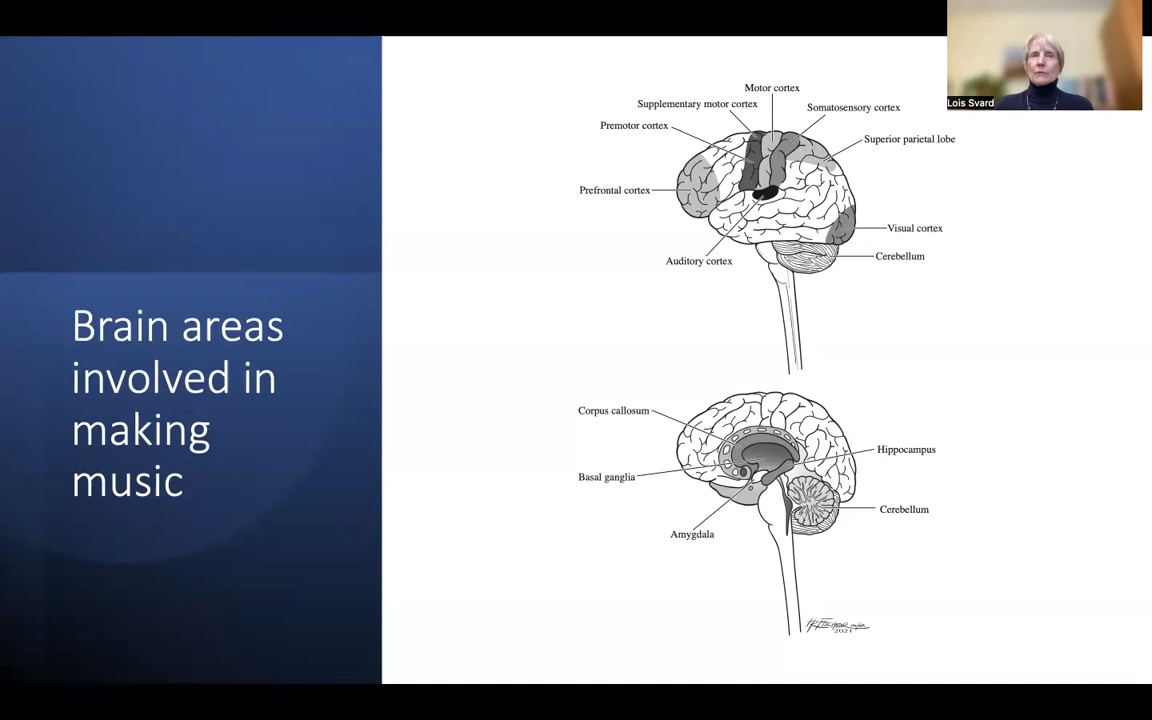 Lois Svard
Brain areas
involved in
making
music
Motor cortex
Supplementary motor cortex
Somatosensory cortex
Premotor cortex
Superior parietal lobe
Prefrontal cortex
Visual cortex
Auditory cortex
Cerebellum
Corpus callosum
Hippocampus
Basal ganglia
Cerebellum
Amygdala
2021